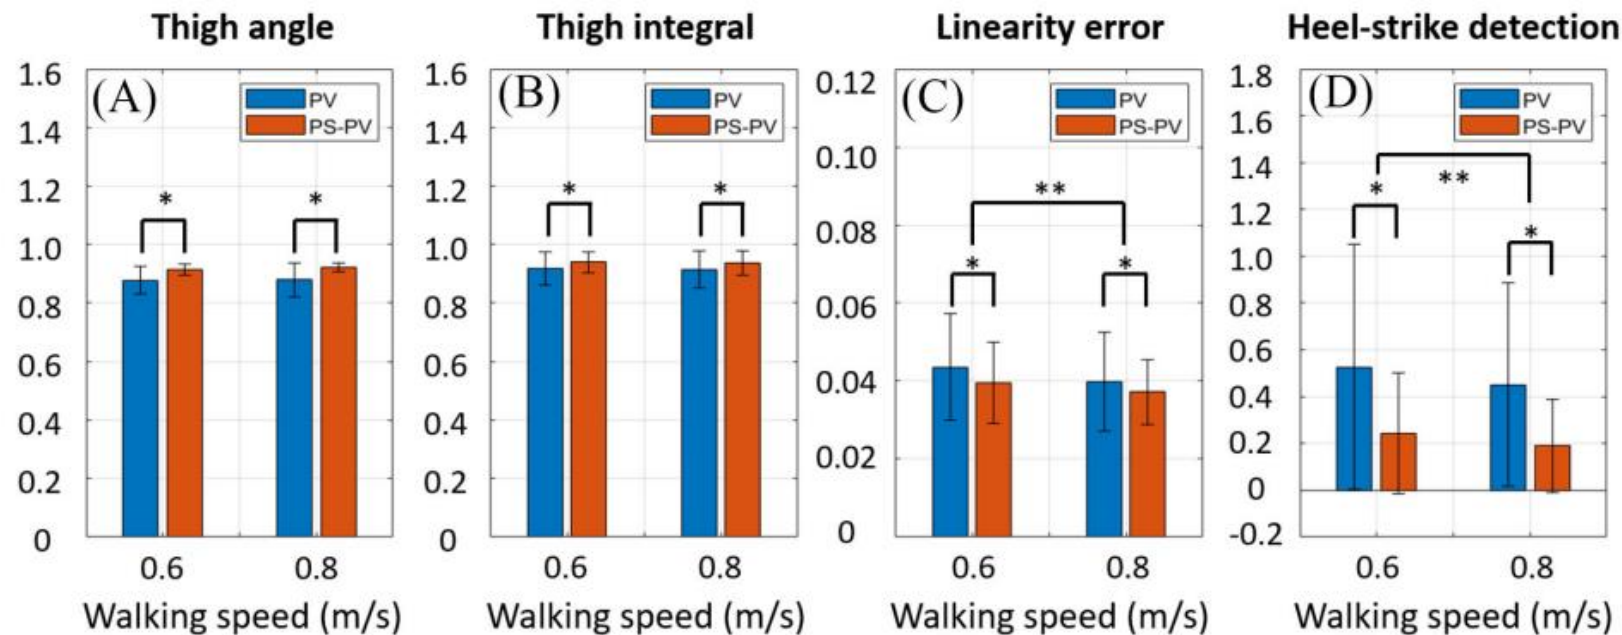 Thigh angle
1.6
1.4
1.2
1.0
0.8
0.6
0.4
0.2
0
(A)
PV
PS-PV
*
*
0.6 0.8
Walking speed (m/s)
Thigh integral
1.6
1.4
1.2
1.0
0.8
0.6
0.4
0.2
0
(B)
PV
PS-PV
*
*
0.6 0.8
Walking speed (m/s)
Linearity error
0.12
0.10
0.08
0.06
0.04
0.02
0
(C)
PV
PS-PV
**
*
*
0.6 0.8
Walking speed (m/s)
Heel-strike detection
1.8
1.6
1.4
1.2
1.0
0.8
0.6
0.4
0.2
0
-0.2
(D)
PV
PS-PV
*
**
*
0.6 0.8
Walking speed (m/s)